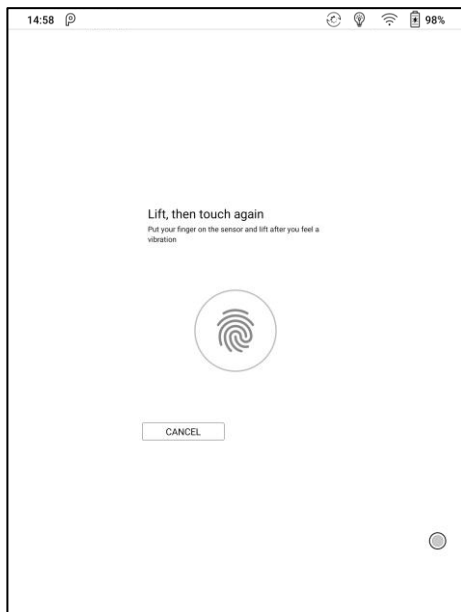 14:58 98%
Lift, then touch again
Put your finger on the sensor and lift after you feel a
vibration
CANCEL